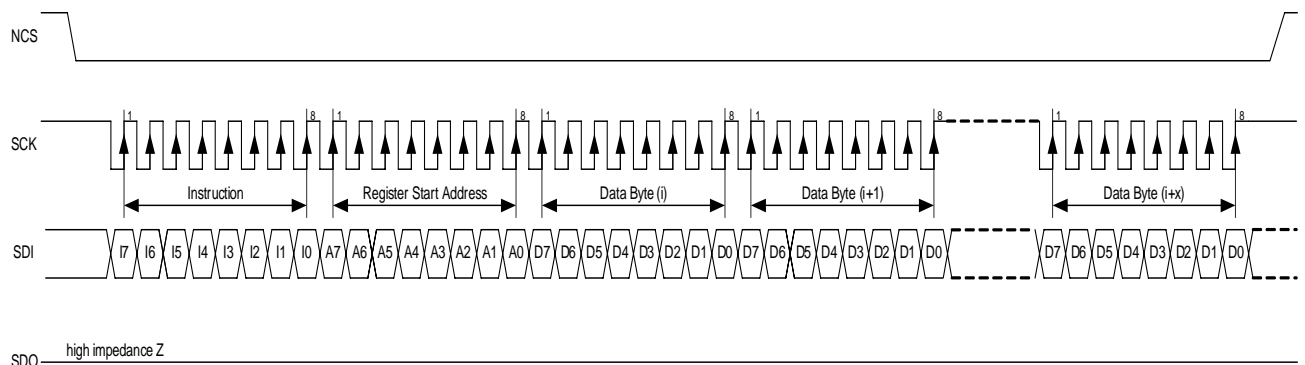 NCS
1 8 1 8 1 8 1 8 1 8
SCK
Instruction Register Start Address Data Byte (i) Data Byte (i+1) Data Byte (i+x)
SDI I7 I6 I5 I4 I3 I2 I1 I0 A7 A6 A5 A4 A3 A2 A1 A0 D7 D6 D5 D4 D3 D2 D1 D0 D7 D6 D5 D4 D3 D2 D1 D0 D7 D6 D5 D4 D3 D2 D1 D0
high impedance Z
SDO